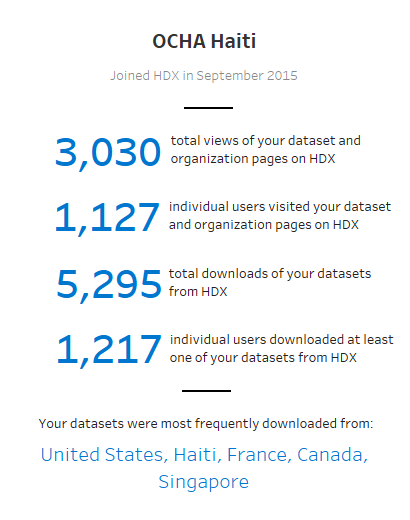 OCHA Haiti
Joined HDX in September 2015
3,030
total views of your dataset and
organization pages on HDX
1,127
individual users visited your dataset
and organization pages on HDX
5,295
total downloads of your datasets
from HDX
1,217
individual users downloaded at least
one of your datasets from HDX
Your datasets were most frequently downloaded from:
United States, Haiti, France, Canada,
Singapore